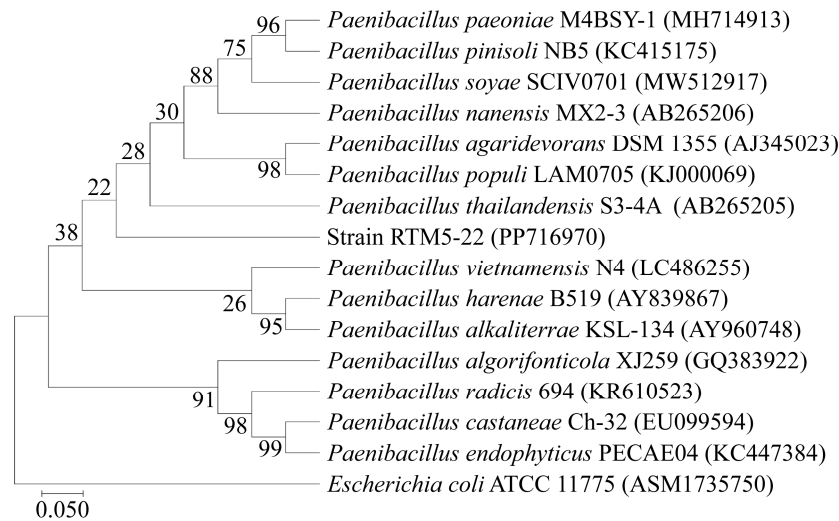 96 Paenibacillus paeoniae M4BSY-1 (MH714913)
75 Paenibacillus pinisoli NB5 (KC415175)
88 Paenibacillus soyae SCIV0701 (MW512917)
30 Paenibacillus nanensis MX2-3 (AB265206)
Paenibacillus agaridevorans DSM 1355 (AJ345023)
28 98 Paenibacillus populi LAM0705 (KJ000069)
22 Paenibacillus thailandensis S3-4A (AB265205)
38 Strain RTM5-22 (PP716970)
Paenibacillus vietnamensis N4 (LC486255)
26 Paenibacillus harenae B519 (AY839867)
95 Paenibacillus alkaliterrae KSL-134 (AY960748)
Paenibacillus algorifonticola XJ259 (GQ383922)
91 Paenibacillus radicis 694 (KR610523)
98 Paenibacillus castaneae Ch-32 (EU099594)
99 Paenibacillus endophyticus PECAE04 (KC447384)
Escherichia coli ATCC 11775 (ASM1735750)
0.050